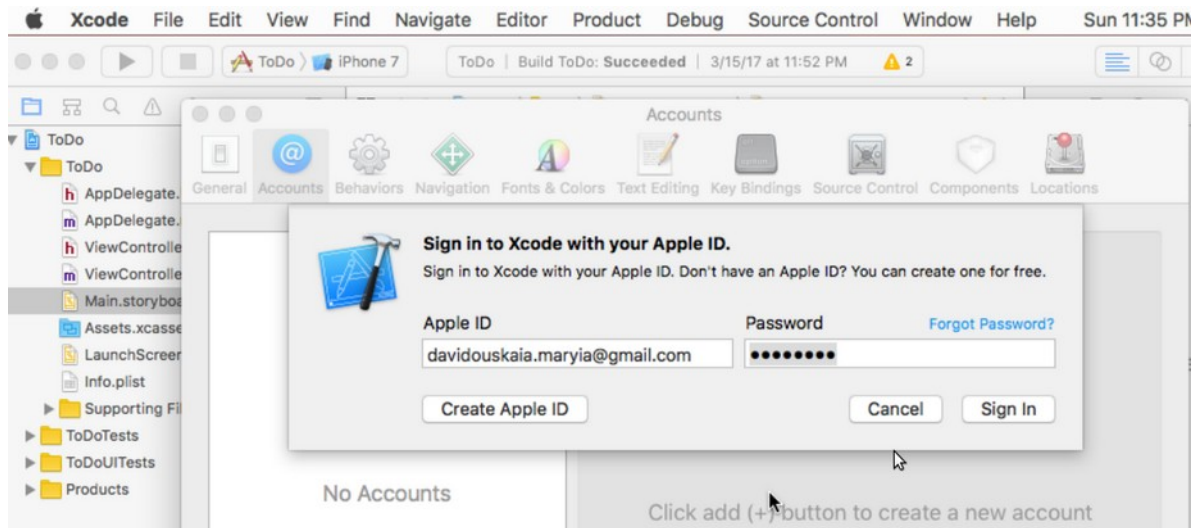 Xcode File Edit View Find Navigate Editor Product Debug Source Control Window Help Sun 11:35 PM
ToDo iPhone 7 ToDo | Build ToDo: Succeeded | 3/15/17 at 11:52 PM 2
Accounts
General Accounts Behaviors Navigation Fonts & Colors Text Editing Key Bindings Source Control Components Locations
ToDo
ToDo
h AppDelegate.
m AppDelegate.
h ViewControlle
m ViewControlle
Main.storyboa
Assets.xcasse
LaunchScreen
Info.plist
Supporting Fil
ToDoTests
ToDoUITests
Products
Sign in to Xcode with your Apple ID.
Sign in to Xcode with your Apple ID. Don't have an Apple ID? You can create one for free.
Apple ID Password Forgot Password?
davidouskaia.maryia@gmail.com ●●●●●●●●
Create Apple ID Cancel Sign In
No Accounts
Click add (+) button to create a new account